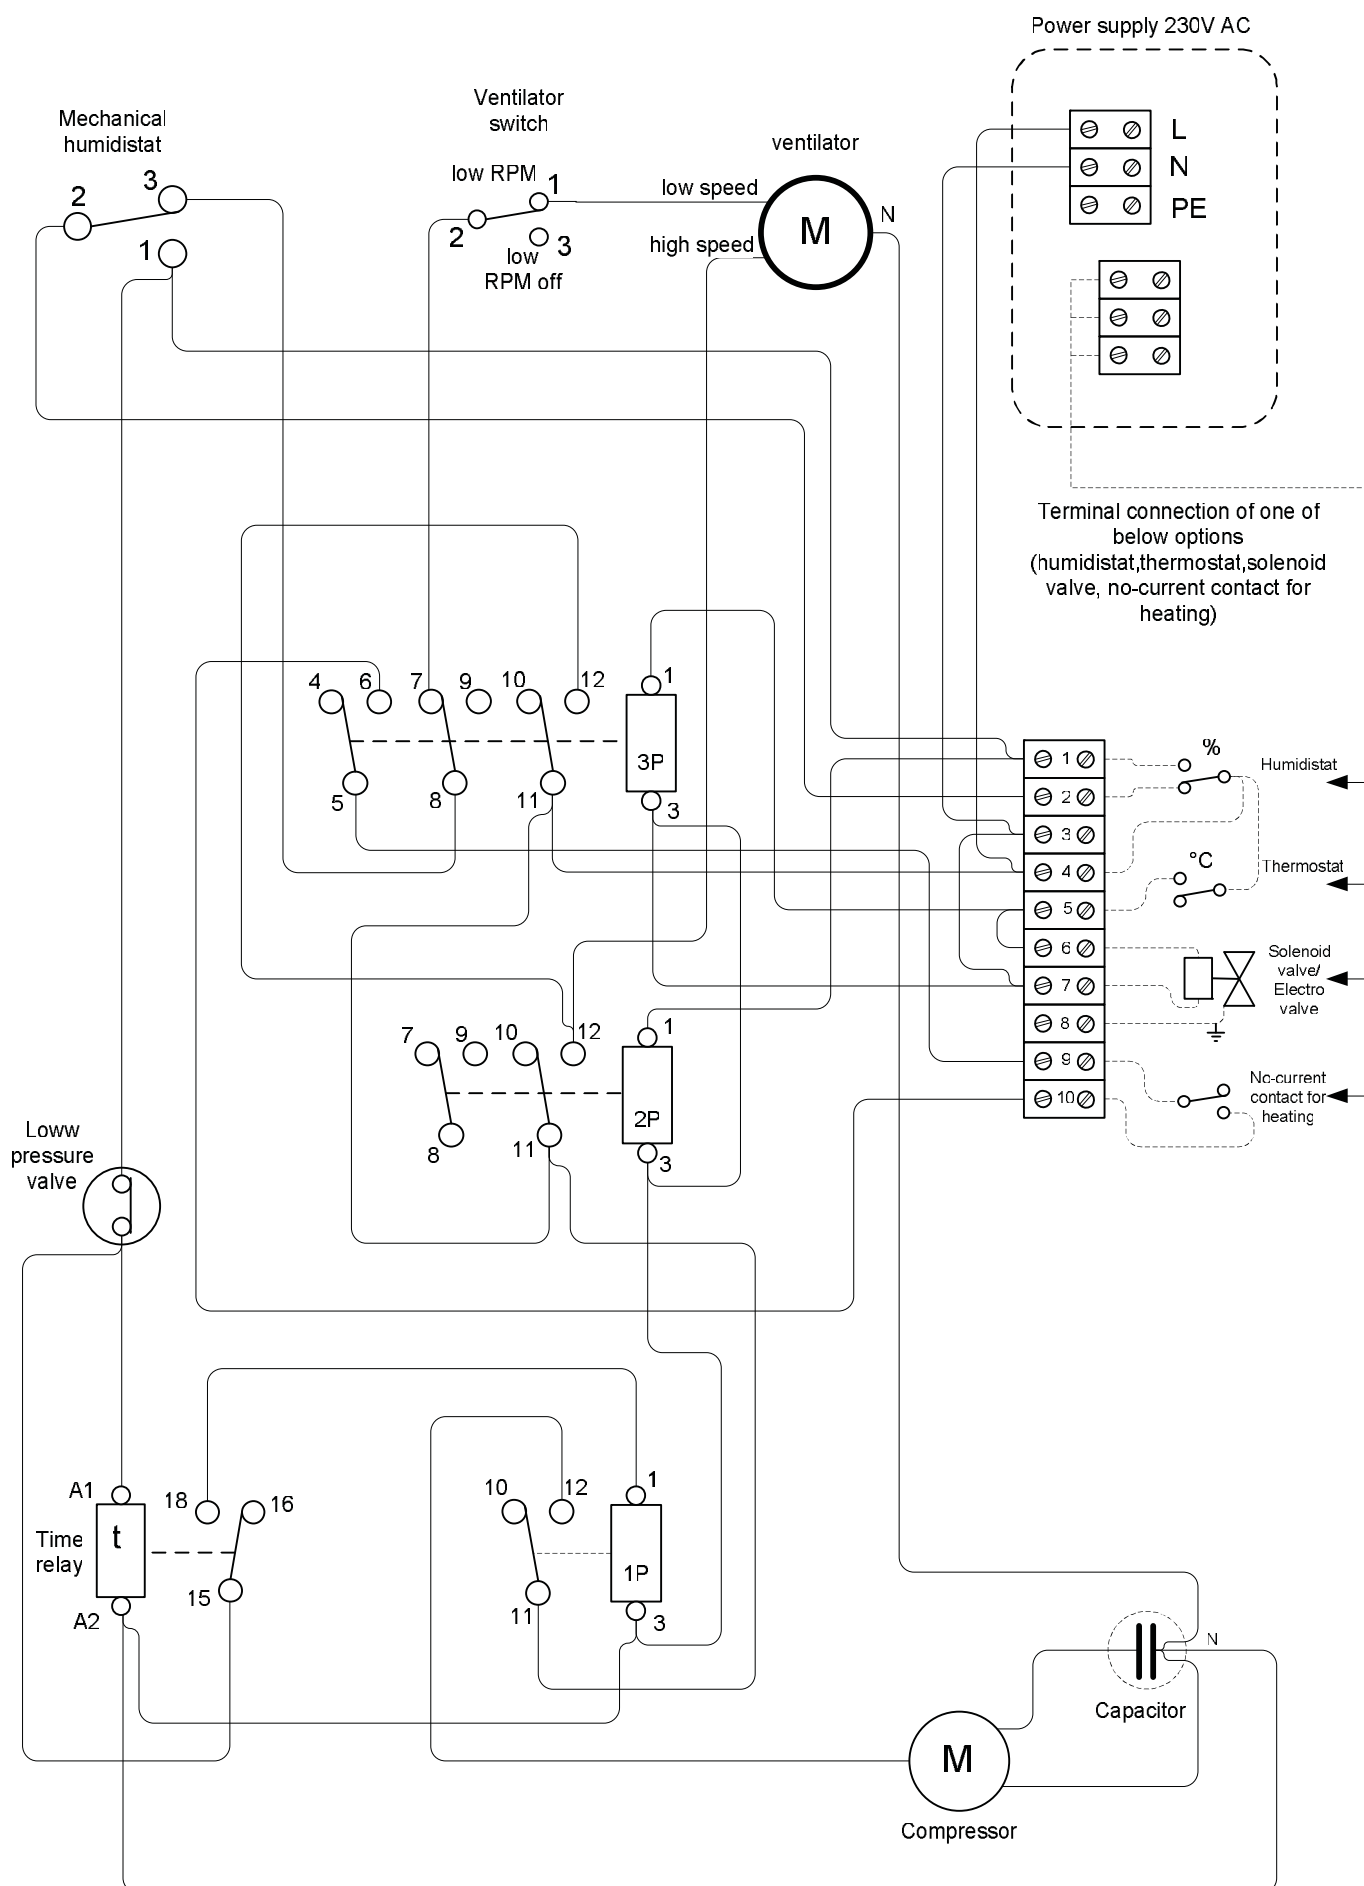 Power supply 230V AC
L
N
PE
Mechanical
humidistat
3
2
1
Ventilator
switch
low RPM
1
2
3
low
RPM off
ventilator
low speed
high speed
M
N
Terminal connection of one of
below options
(humidistat,thermostat,solenoid
valve, no-current contact for
heating)
4
6
7
9
10
12
1
3P
5
8
11
3
1
2
3
4
5
6
7
8
9
10
%
Humidistat
°C
Thermostat
Solenoid
valve/
Electro
valve
No-current
contact for
heating
7
9
10
12
1
2P
8
11
3
Loww
pressure
valve
A1
18
16
t
Time
relay
15
A2
10
12
1
1P
11
3
N
Capacitor
M
Compressor